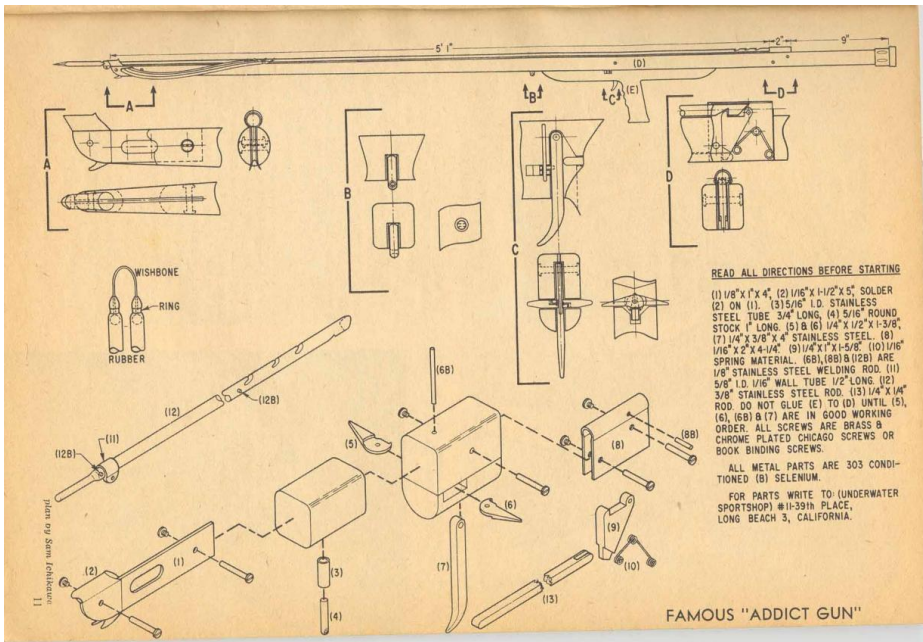 5' 1"
2"
9"
(D)
(E)
A
B
C
D
A
B
C
D
WISHBONE
RING
RUBBER
READ ALL DIRECTIONS BEFORE STARTING
(1) 1/8" X 1" X 4", (2) 1/16" X 1-1/2" X 5", SOLDER
(2) ON (1). (3) 5/16" I.D. STAINLESS
STEEL TUBE 3/4" LONG, (4) 5/16" ROUND
STOCK 1" LONG. (5) & (6) 1/4" X 1/2" X 1-3/8",
(7) 1/4" X 3/8" X 4" STAINLESS STEEL. (8)
1/16" X 2" X 4-1/4". (9) 1/4" X 1" X 1-5/8". (10) 1/16"
SPRING MATERIAL. (6B), (8B) & (12B) ARE
1/8" STAINLESS STEEL WELDING ROD. (11)
5/8" I.D. 1/16" WALL TUBE 1/2" LONG. (12)
3/8" STAINLESS STEEL ROD. (13) 1/4" X 1/4"
ROD. DO NOT GLUE (E) TO (D) UNTIL (5),
(6), (6B) & (7) ARE IN GOOD WORKING
ORDER. ALL SCREWS ARE BRASS &
CHROME PLATED CHICAGO SCREWS OR
BOOK BINDING SCREWS.
ALL METAL PARTS ARE 303 CONDI-
TIONED (B) SELENIUM.
FOR PARTS WRITE TO: (UNDERWATER
SPORTSHOP) #11-39th PLACE,
LONG BEACH 3, CALIFORNIA.
(12B)
(11)
(12)
(12B)
(6B)
(5)
(6)
(8)
(8B)
(2)
(1)
(3)
(4)
(7)
(13)
(9)
(10)
plan by Sam Ichikawa
11
FAMOUS "ADDICT GUN"